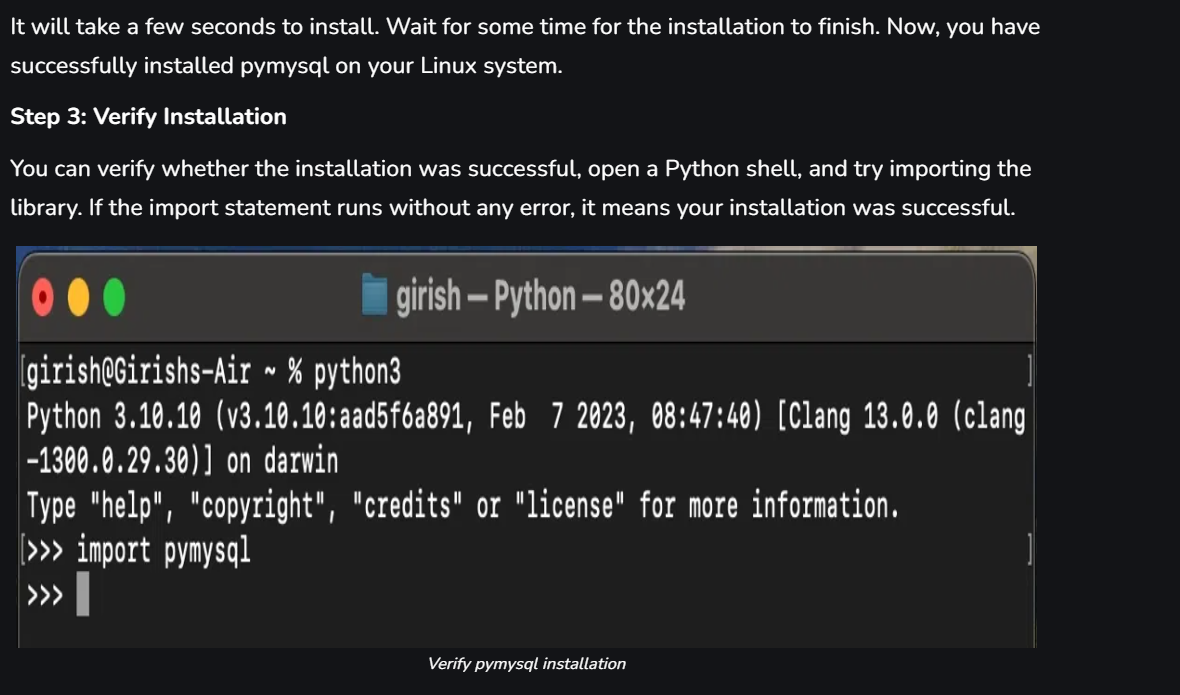 It will take a few seconds to install. Wait for some time for the installation to finish. Now, you have
successfully installed pymysql on your Linux system.
Step 3: Verify Installation
You can verify whether the installation was successful, open a Python shell, and try importing the
library. If the import statement runs without any error, it means your installation was successful.
girish — Python — 80×24
[girish@Girishs-Air ~ % python3 ]
Python 3.10.10 (v3.10.10:aad5f6a891, Feb  7 2023, 08:47:40) [Clang 13.0.0 (clang
-1300.0.29.30)] on darwin
Type "help", "copyright", "credits" or "license" for more information.
[>>> import pymysql ]
>>>
Verify pymysql installation